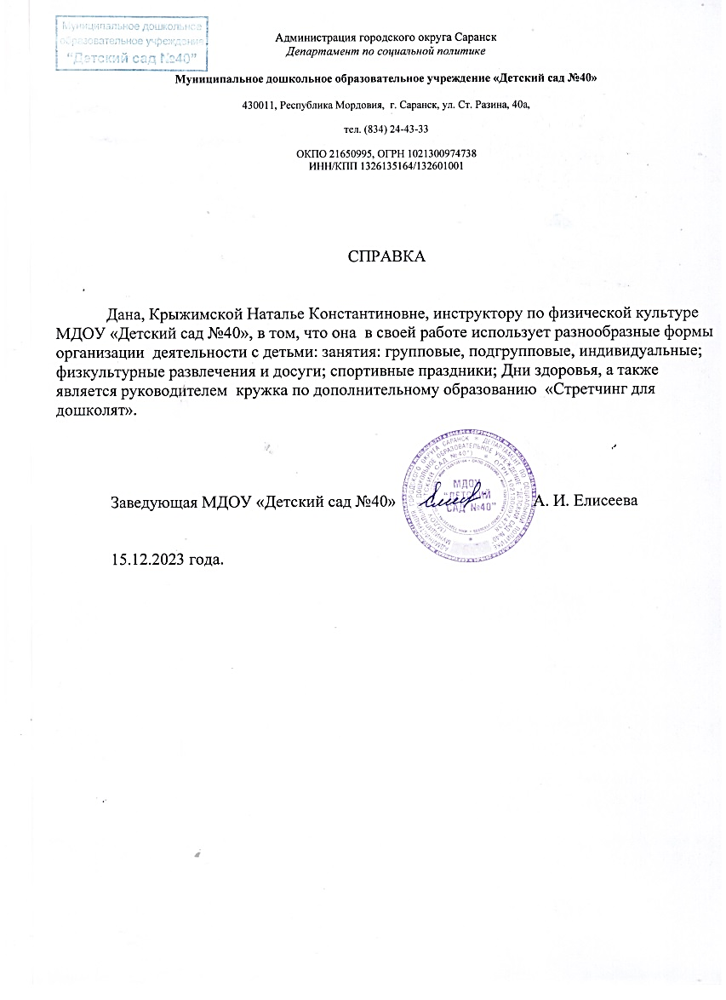 Муниципальное дошкольное
образовательное учреждение
"Детский сад №40"
Администрация городского округа Саранск
Департамент по социальной политике
Муниципальное дошкольное образовательное учреждение «Детский сад №40»
430011, Республика Мордовия, г. Саранск, ул. Ст. Разина, 40а,
тел. (834) 24-43-33
ОКПО 21650995, ОГРН 1021300974738
ИНН/КПП 1326135164/132601001
СПРАВКА
Дана, Крыжимской Наталье Константиновне, инструктору по физической культуре
МДОУ «Детский сад №40», в том, что она в своей работе использует разнообразные формы
организации деятельности с детьми: занятия: групповые, подгрупповые, индивидуальные;
физкультурные развлечения и досуги; спортивные праздники; Дни здоровья, а также
является руководителем кружка по дополнительному образованию «Стретчинг для
дошколят».
Заведующая МДОУ «Детский сад №40» А. И. Елисеева
МДОУ
"ДЕТСКИЙ
САД №40"
15.12.2023 года.